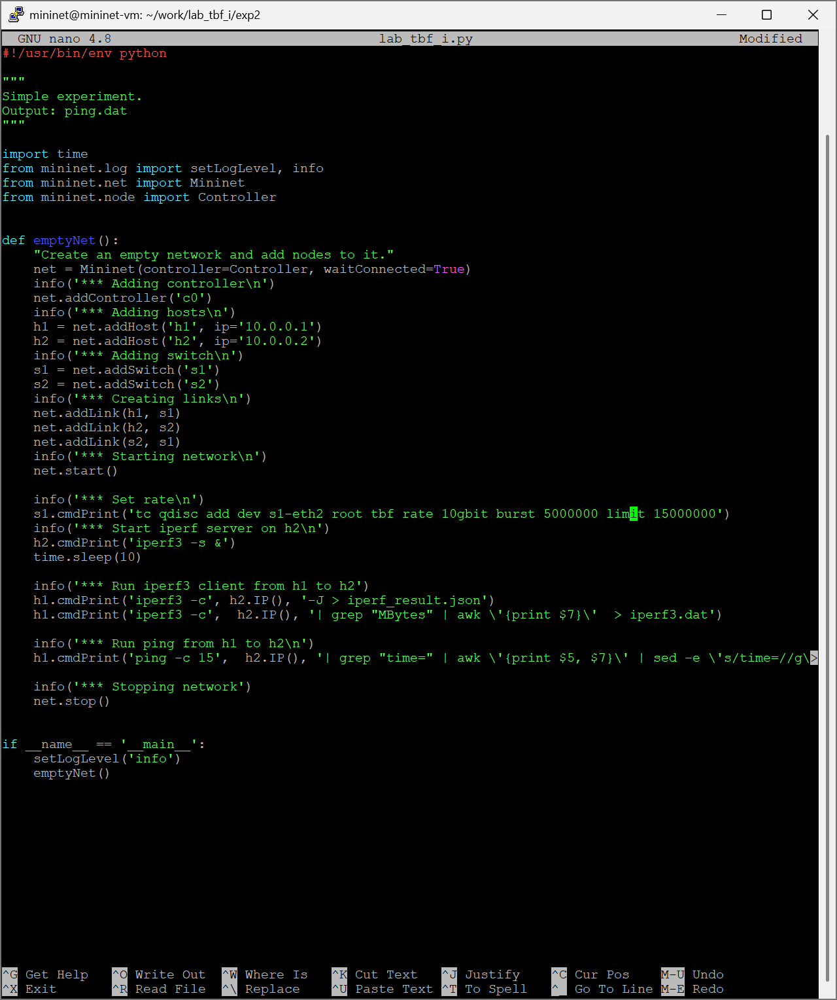 mininet@mininet-vm: ~/work/lab_tbf_i/exp2
GNU nano 4.8 lab_tbf_i.py Modified
#!/usr/bin/env python

"""
Simple experiment.
Output: ping.dat
"""

import time
from mininet.log import setLogLevel, info
from mininet.net import Mininet
from mininet.node import Controller


def emptyNet():
    "Create an empty network and add nodes to it."
    net = Mininet(controller=Controller, waitConnected=True)
    info('*** Adding controller\n')
    net.addController('c0')
    info('*** Adding hosts\n')
    h1 = net.addHost('h1', ip='10.0.0.1')
    h2 = net.addHost('h2', ip='10.0.0.2')
    info('*** Adding switch\n')
    s1 = net.addSwitch('s1')
    s2 = net.addSwitch('s2')
    info('*** Creating links\n')
    net.addLink(h1, s1)
    net.addLink(h2, s2)
    net.addLink(s2, s1)
    info('*** Starting network\n')
    net.start()

    info('*** Set rate\n')
    s1.cmdPrint('tc qdisc add dev s1-eth2 root tbf rate 10gbit burst 5000000 limit 15000000')
    info('*** Start iperf server on h2\n')
    h2.cmdPrint('iperf3 -s &')
    time.sleep(10)

    info('*** Run iperf3 client from h1 to h2')
    h1.cmdPrint('iperf3 -c', h2.IP(), '-J > iperf_result.json')
    h1.cmdPrint('iperf3 -c',  h2.IP(), '| grep "MBytes" | awk \'{print $7}\'  > iperf3.dat')

    info('*** Run ping from h1 to h2\n')
    h1.cmdPrint('ping -c 15',  h2.IP(), '| grep "time=" | awk \'{print $5, $7}\' | sed -e \'s/time=//g\>

    info('*** Stopping network')
    net.stop()


if __name__ == '__main__':
    setLogLevel('info')
    emptyNet()

^G Get Help ^O Write Out ^W Where Is ^K Cut Text ^J Justify ^C Cur Pos M-U Undo
^X Exit ^R Read File ^\ Replace ^U Paste Text ^T To Spell ^_ Go To Line M-E Redo